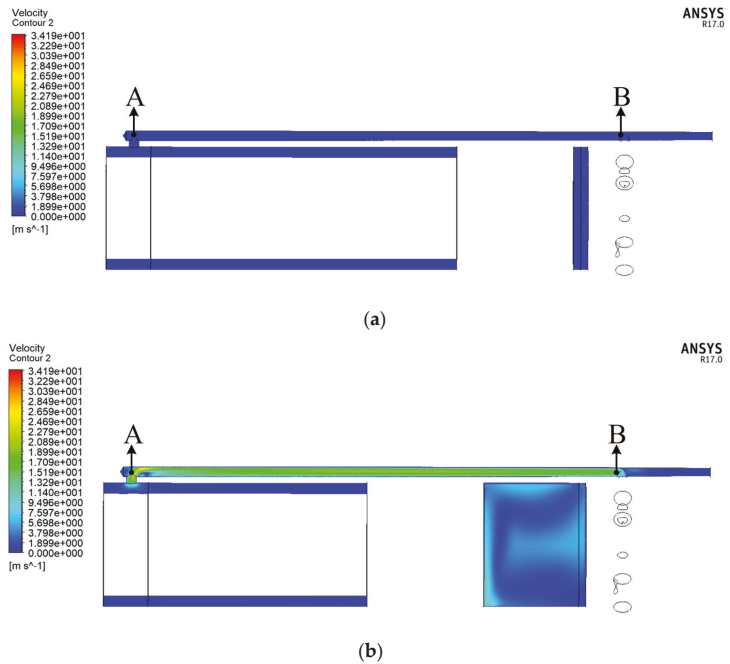 Velocity
Contour 2
3.419e+001
3.229e+001
3.039e+001
2.849e+001
2.659e+001
2.469e+001
2.279e+001
2.089e+001
1.899e+001
1.709e+001
1.519e+001
1.329e+001
1.140e+001
9.496e+000
7.597e+000
5.698e+000
3.798e+000
1.899e+000
0.000e+000
[m s^-1]
ANSYS
R17.0
A
B
(a)
Velocity
Contour 2
3.419e+001
3.229e+001
3.039e+001
2.849e+001
2.659e+001
2.469e+001
2.279e+001
2.089e+001
1.899e+001
1.709e+001
1.519e+001
1.329e+001
1.140e+001
9.496e+000
7.597e+000
5.698e+000
3.798e+000
1.899e+000
0.000e+000
[m s^-1]
ANSYS
R17.0
A
B
(b)